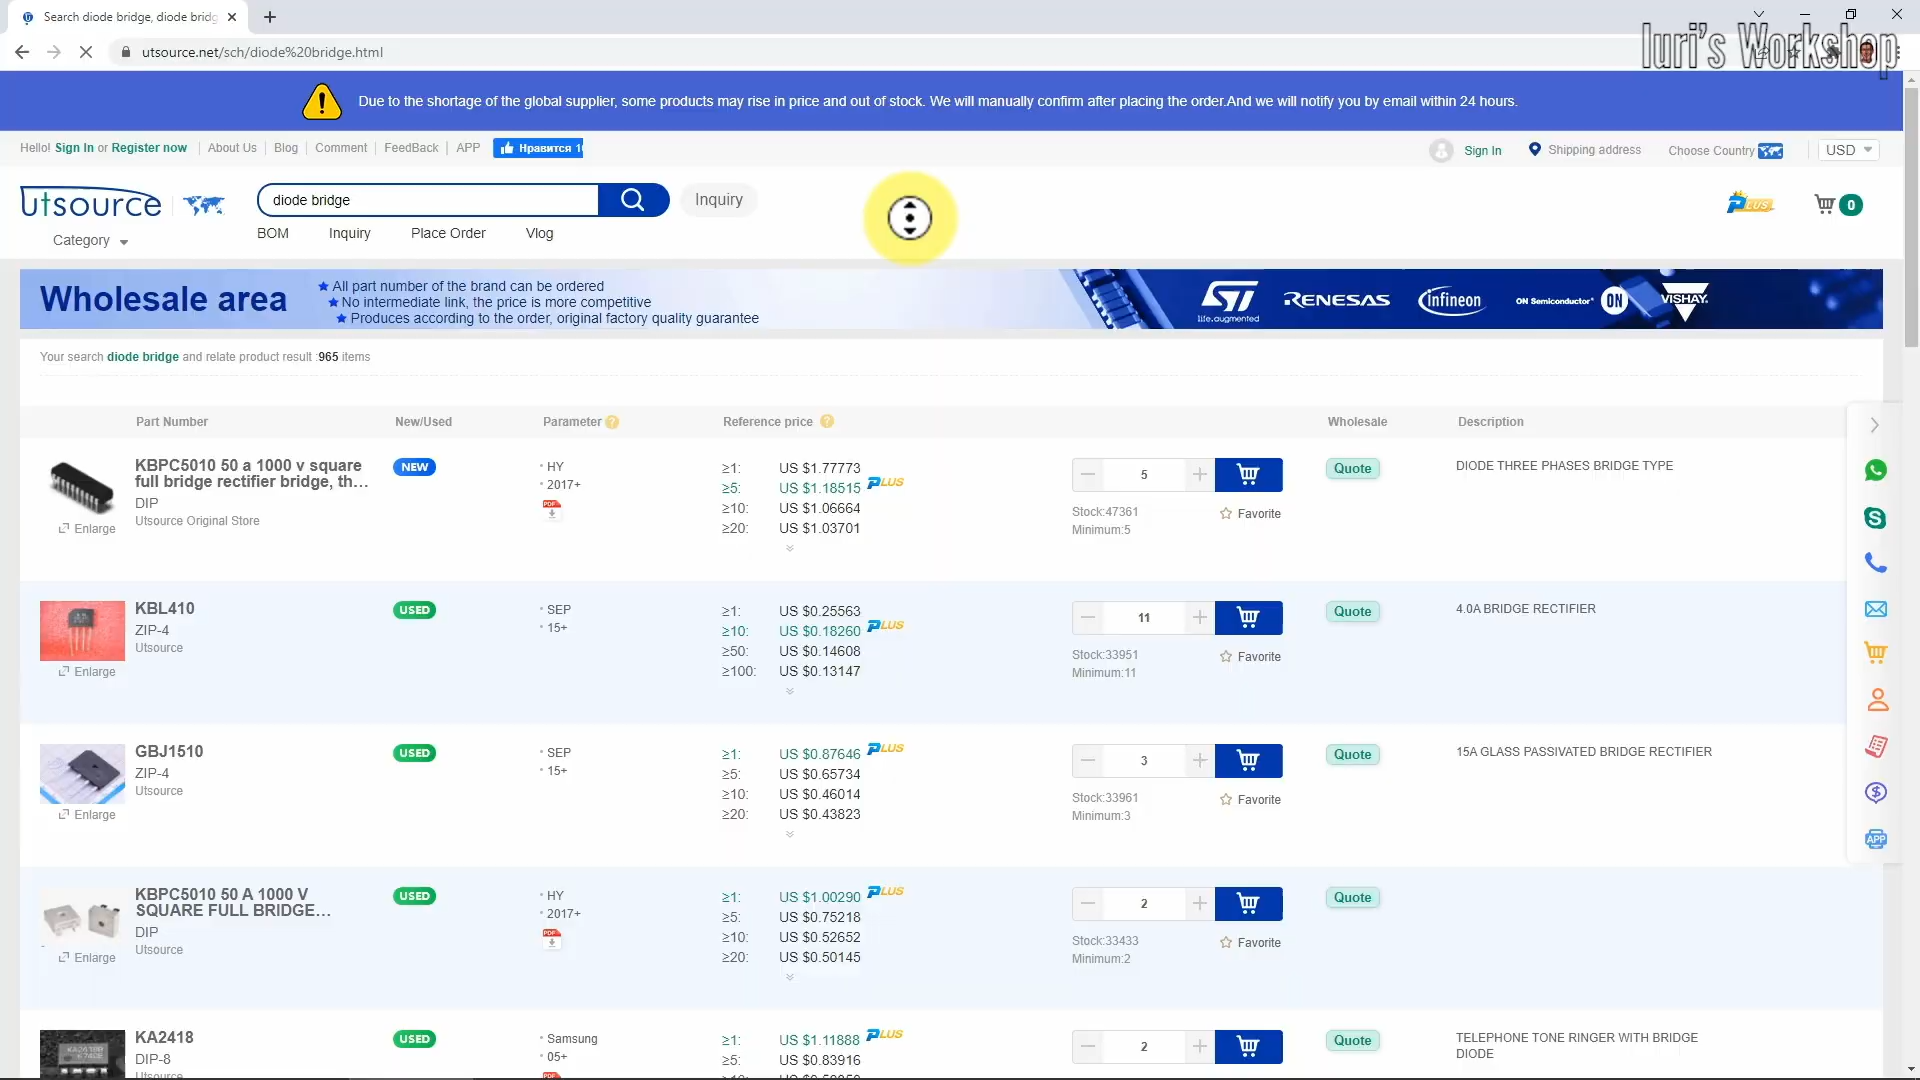 Search diode bridge, diode bridg
utsource.net/sch/diode%20bridge.html
Iuri's Workshop
Due to the shortage of the global supplier, some products may rise in price and out of stock. We will manually confirm after placing the order.And we will notify you by email within 24 hours.
Hello! Sign In or Register now About Us Blog Comment FeedBack APP Нравится 1
Sign In Shipping address Choose Country USD
utsource diode bridge Inquiry PLUS 0
Category BOM Inquiry Place Order Vlog
Wholesale area
All part number of the brand can be ordered
No intermediate link, the price is more competitive
Produces according to the order, original factory quality guarantee
ST life.augmented RENESAS infineon ON Semiconductor ON VISHAY
Your search diode bridge and relate product result :965 items
Part Number New/Used Parameter ? Reference price ? Wholesale Description
KBPC5010 50 a 1000 v square
full bridge rectifier bridge, th...
DIP
Utsource Original Store
Enlarge
NEW
HY
2017+
PDF
≥1: US $1.77773
≥5: US $1.18515 PLUS
≥10: US $1.06664
≥20: US $1.03701
5
Stock:47361 Favorite
Minimum:5
Quote
DIODE THREE PHASES BRIDGE TYPE
KBL410
ZIP-4
Utsource
Enlarge
USED
SEP
15+
≥1: US $0.25563
≥10: US $0.18260 PLUS
≥50: US $0.14608
≥100: US $0.13147
11
Stock:33951 Favorite
Minimum:11
Quote
4.0A BRIDGE RECTIFIER
GBJ1510
ZIP-4
Utsource
Enlarge
USED
SEP
15+
≥1: US $0.87646 PLUS
≥5: US $0.65734
≥10: US $0.46014
≥20: US $0.43823
3
Stock:33961 Favorite
Minimum:3
Quote
15A GLASS PASSIVATED BRIDGE RECTIFIER
KBPC5010 50 A 1000 V
SQUARE FULL BRIDGE...
DIP
Utsource
Enlarge
USED
HY
2017+
PDF
≥1: US $1.00290 PLUS
≥5: US $0.75218
≥10: US $0.52652
≥20: US $0.50145
2
Stock:33433 Favorite
Minimum:2
Quote
KA2418
DIP-8
Utsource
USED
Samsung
05+
PDF
≥1: US $1.11888 PLUS
≥5: US $0.83916
2
Quote
TELEPHONE TONE RINGER WITH BRIDGE
DIODE
APP